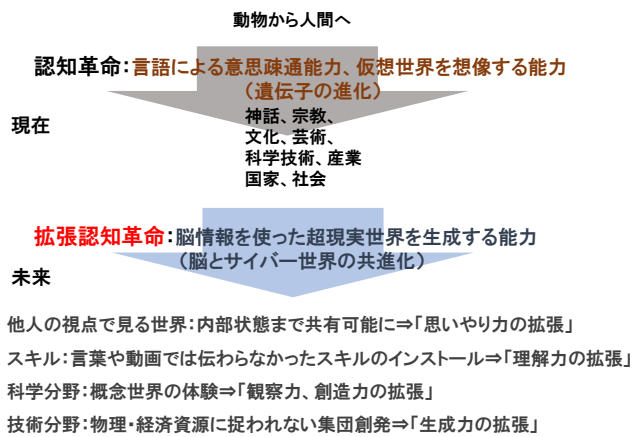 動物から人間へ
認知革命:言語による意思疎通能力、仮想世界を想像する能力
(遺伝子の進化)
現在
神話、宗教、
文化、芸術、
科学技術、産業
国家、社会
拡張認知革命:脳情報を使った超現実世界を生成する能力
(脳とサイバー世界の共進化)
未来
他人の視点で見る世界:内部状態まで共有可能に⇒「思いやり力の拡張」
スキル:言葉や動画では伝わらなかったスキルのインストール⇒「理解力の拡張」
科学分野:概念世界の体験⇒「観察力、創造力の拡張」
技術分野:物理・経済資源に捉われない集団創発⇒「生成力の拡張」